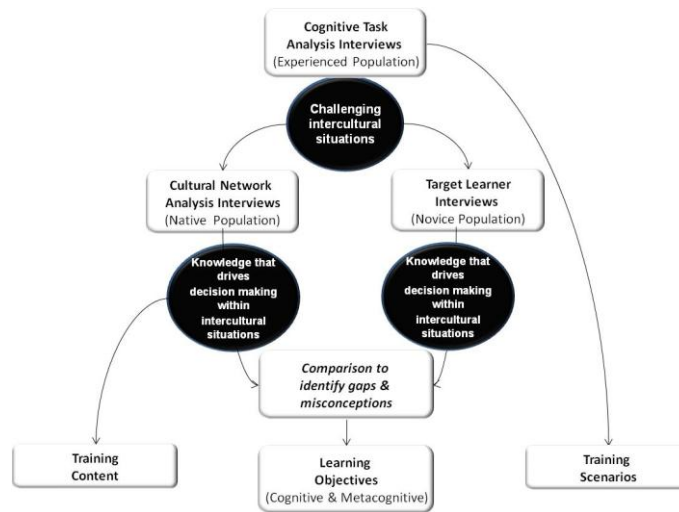 Cognitive Task
Analysis Interviews
(Experienced Population)
Challenging
intercultural
situations
Cultural Network
Analysis Interviews
(Native Population)
Target Learner
Interviews
(Novice Population)
Knowledge that
drives
decision making
within
intercultural
situations
Knowledge that
drives
decision making
within
intercultural
situations
Comparison to
identify gaps &
misconceptions
Training
Content
Learning
Objectives
(Cognitive & Metacognitive)
Training
Scenarios